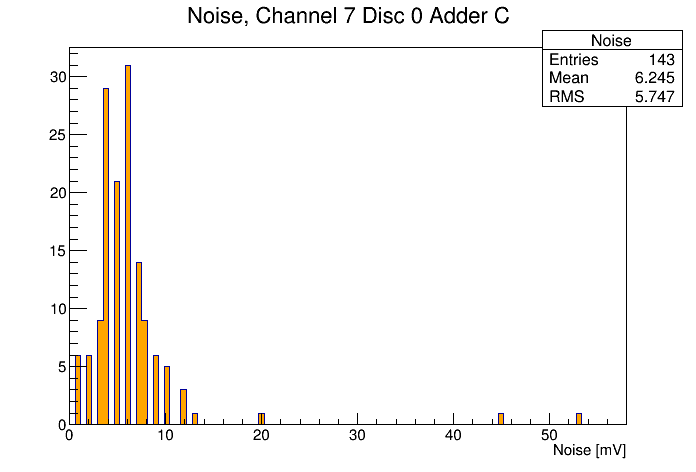 Noise, Channel 7 Disc 0 Adder C
Noise
Entries 143
Mean 6.245
RMS 5.747
30
25
20
15
10
5
0
0 10 20 30 40 50
Noise [mV]